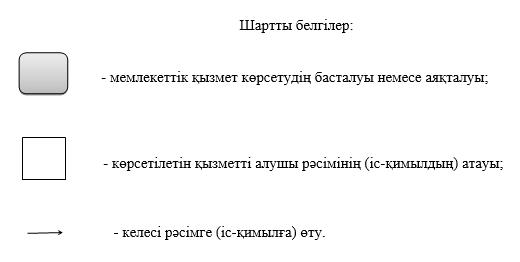 Шартты белгілер:
- мемлекеттік қызмет көрсетудің басталуы немесе аяқталуы;
- көрсетілетін қызметті алушы рәсімінің (іс-қимылдың) атауы;
- келесі рәсімге (іс-қимылға) өту.